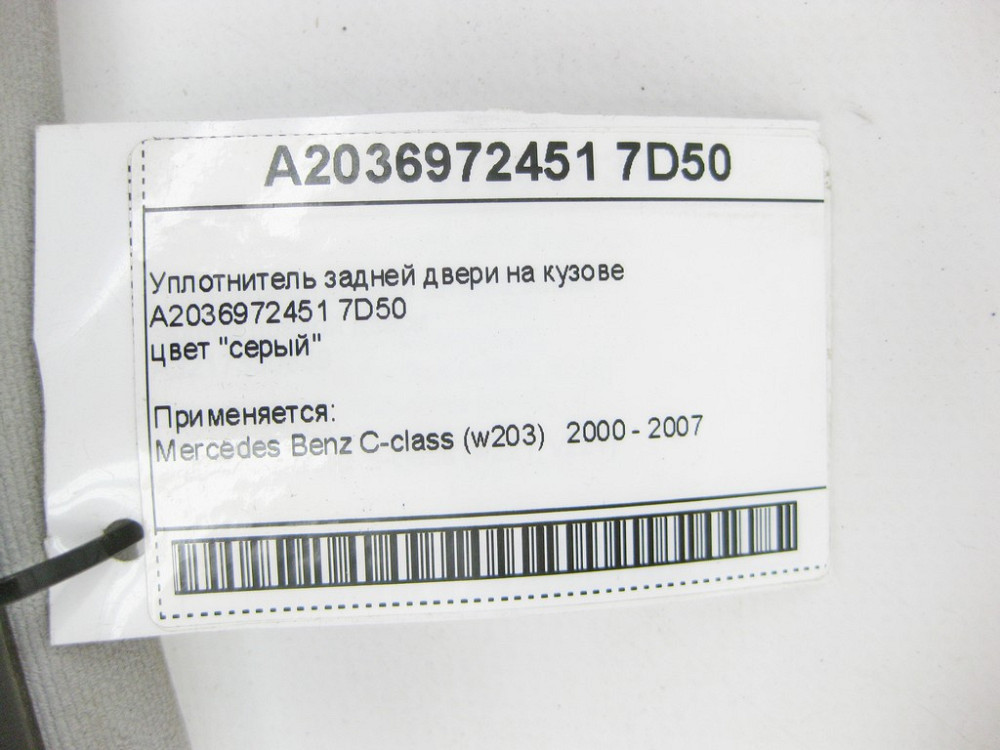 A2036972451 7D50
Уплотнитель задней двери на кузове
A2036972451 7D50
цвет "серый"
Применяется:
Mercedes Benz C-class (w203) 2000 - 2007